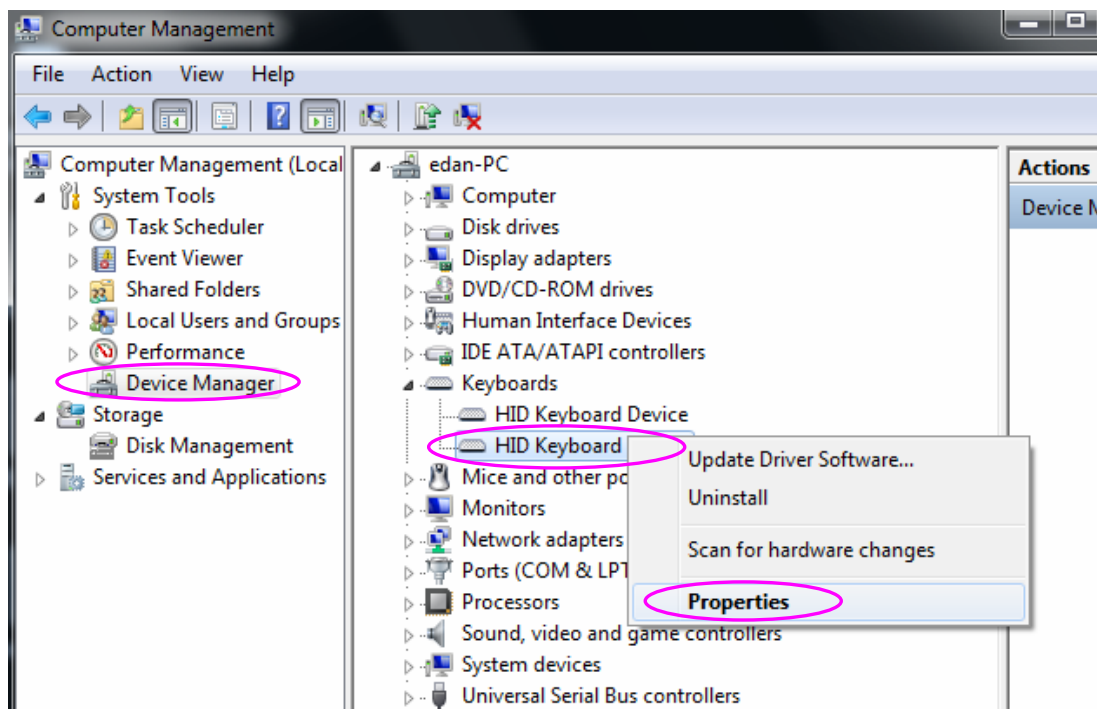 Computer Management
File Action View Help
Computer Management (Local
System Tools
Task Scheduler
Event Viewer
Shared Folders
Local Users and Groups
Performance
Device Manager
Storage
Disk Management
Services and Applications
edan-PC
Computer
Disk drives
Display adapters
DVD/CD-ROM drives
Human Interface Devices
IDE ATA/ATAPI controllers
Keyboards
HID Keyboard Device
HID Keyboard
Mice and other po
Monitors
Network adapters
Ports (COM & LPT
Processors
Sound, video and game controllers
System devices
Universal Serial Bus controllers
Update Driver Software...
Uninstall
Scan for hardware changes
Properties
Actions
Device M